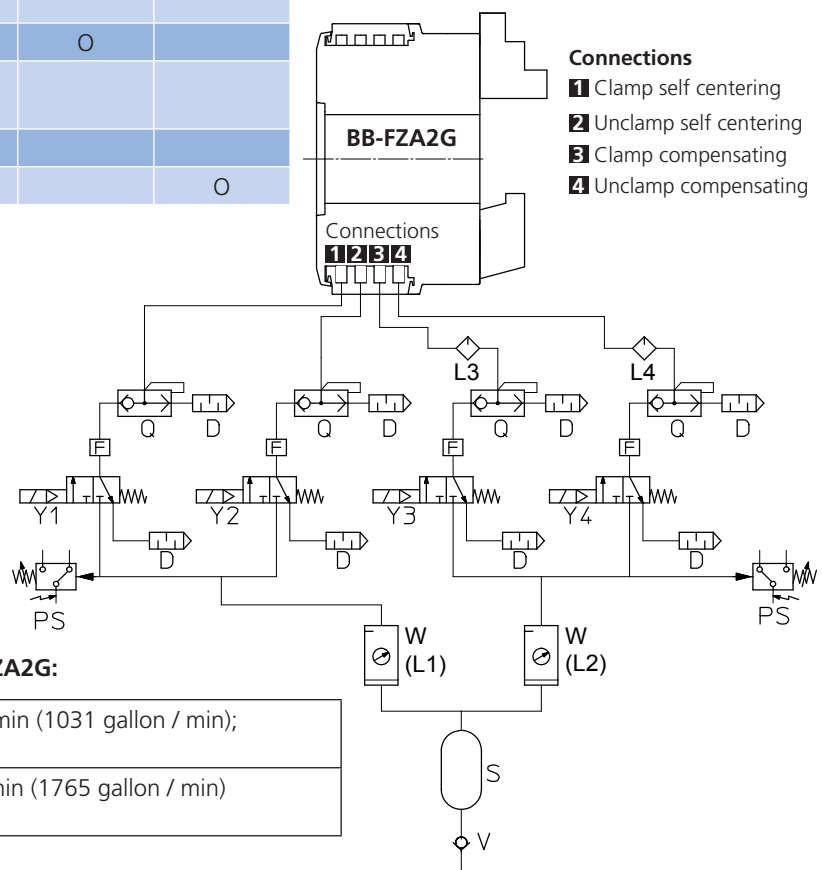 O
O
BB-FZA2G
Connections
1 2 3 4
Connections
1 Clamp self centering
2 Unclamp self centering
3 Clamp compensating
4 Unclamp compensating
L3
L4
Q D Q D Q D Q D
F F F F
Y1 Y2 Y3 Y4
D D D D
PS PS
W
(L1)
W
(L2)
ZA2G:
min (1031 gallon / min);
min (1765 gallon / min)
S
V